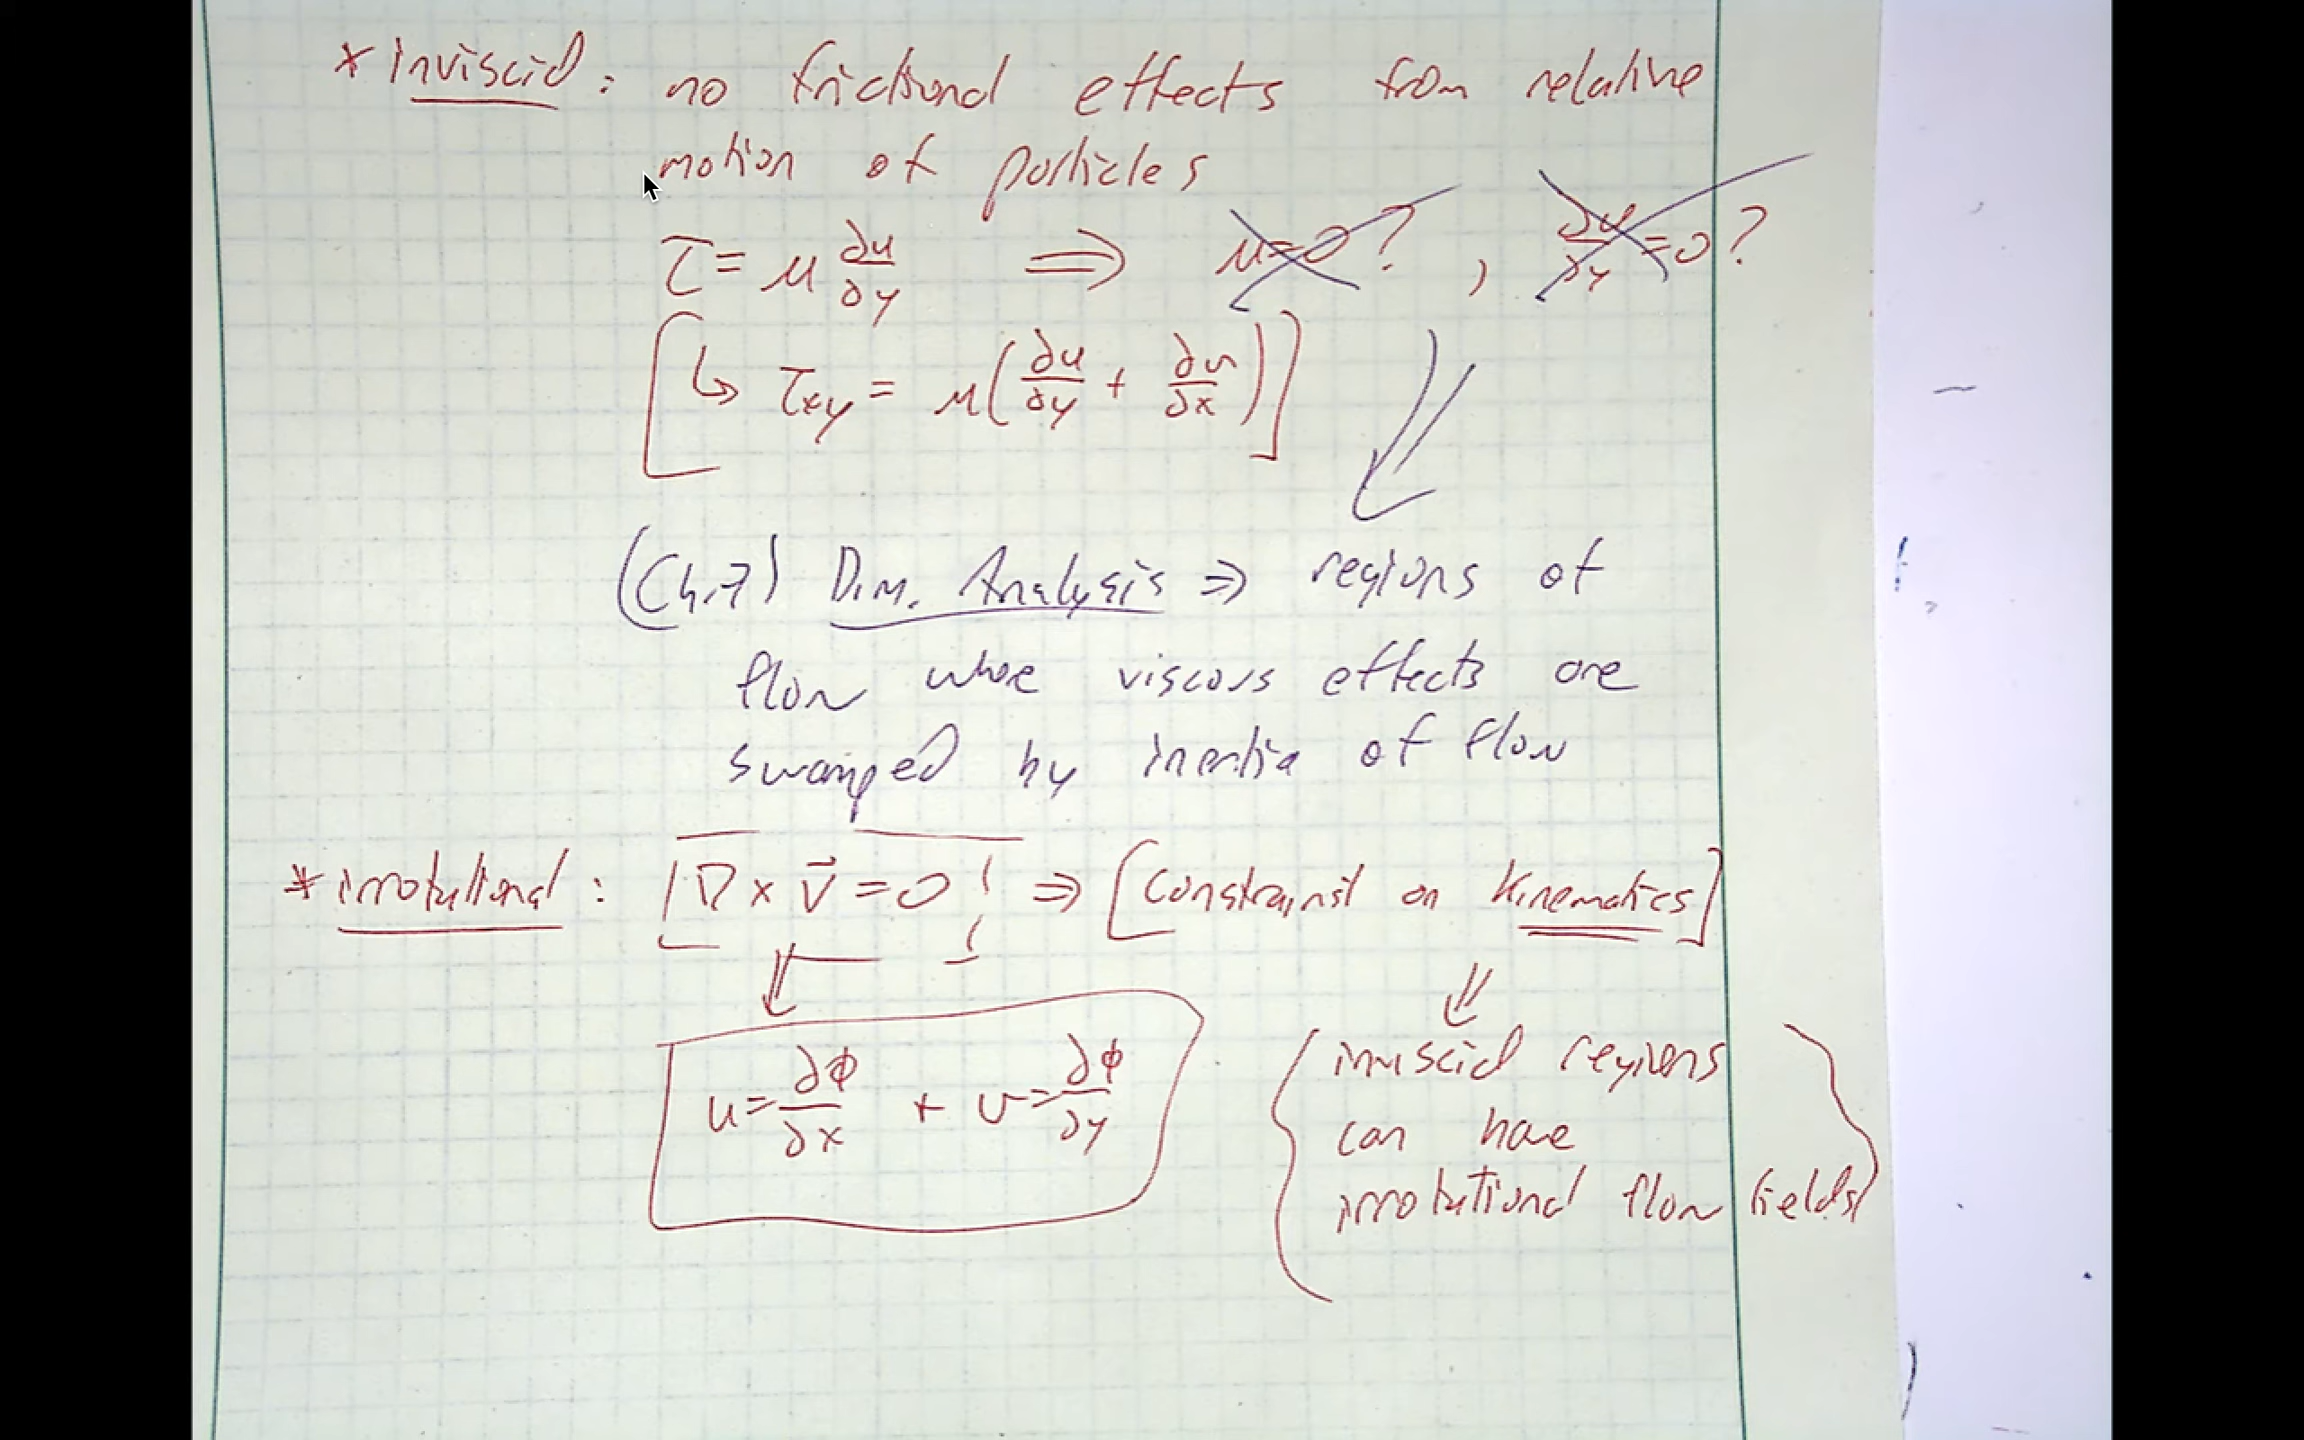 * Inviscid: no frictional effects from relative
motion of particles
τ = μ ∂u/∂y ⟹ μ=0? , ∂u/∂y =0?
[↳ τxy = μ(∂u/∂y + ∂v/∂x)]
(Ch.7) Dim. Analysis ⇒ regions of
flow whose viscous effects are
swamped by inertia of flow
* irrotational: ∇ × V⃗ = 0 ! ⇒ [Constraint on Kinematics]
u=∂φ/∂x + v=∂φ/∂y
inviscid regions
can have
irrotational flow fields